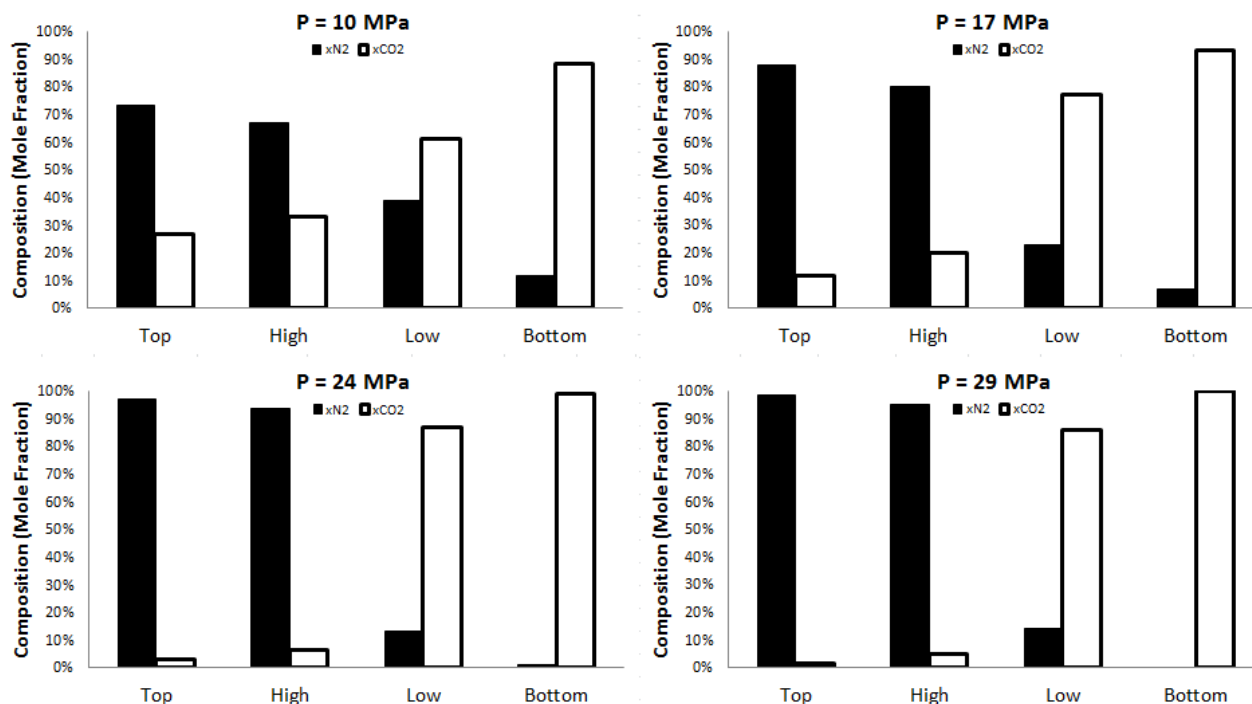 P = 10 MPa
xN2 xCO2
Composition (Mole Fraction)
100%
90%
80%
70%
60%
50%
40%
30%
20%
10%
0%
Top High Low Bottom
P = 17 MPa
xN2 xCO2
Composition (Mole Fraction)
100%
90%
80%
70%
60%
50%
40%
30%
20%
10%
0%
Top High Low Bottom
P = 24 MPa
xN2 xCO2
Composition (Mole Fraction)
100%
90%
80%
70%
60%
50%
40%
30%
20%
10%
0%
Top High Low Bottom
P = 29 MPa
xN2 xCO2
Composition (Mole Fraction)
100%
90%
80%
70%
60%
50%
40%
30%
20%
10%
0%
Top High Low Bottom